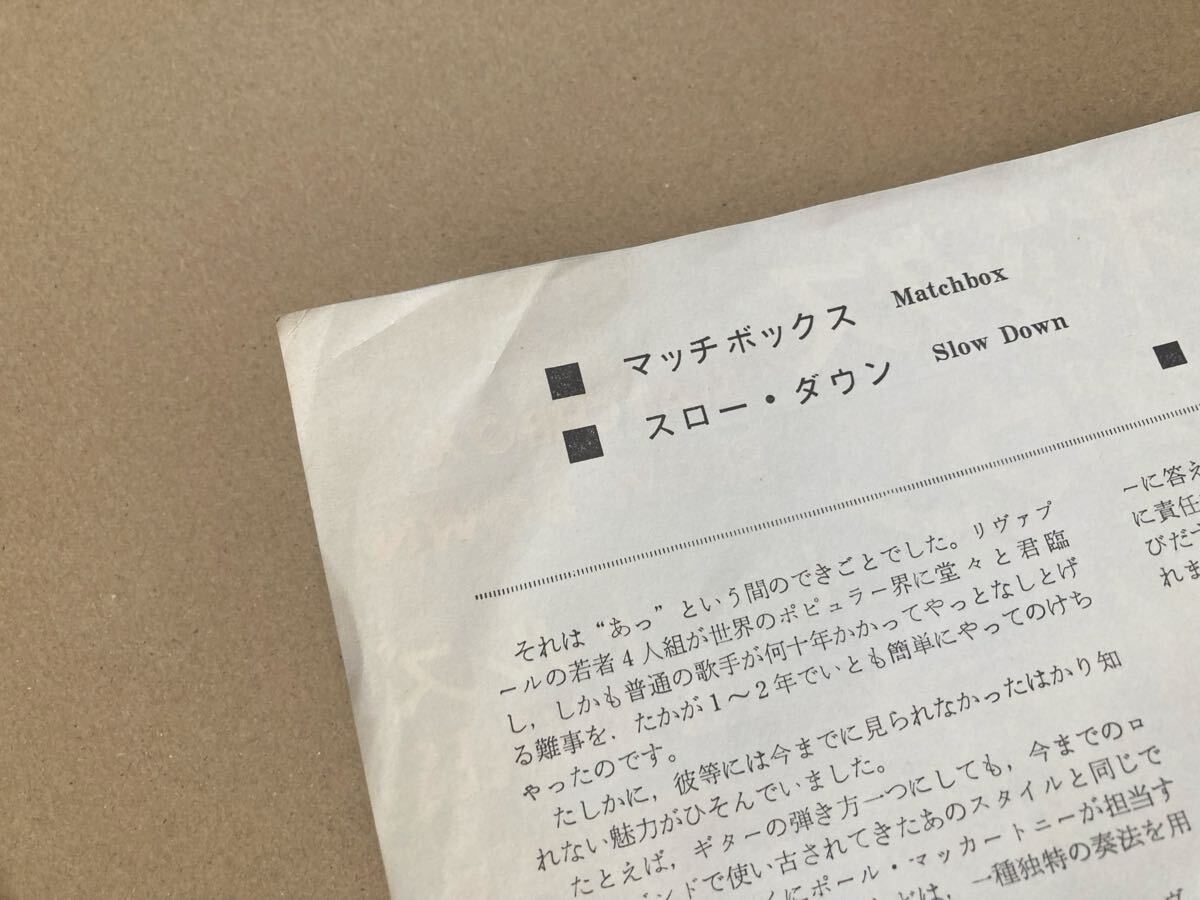 ■ マッチボックス Matchbox
■ スロー・ダウン Slow Down
■
それは“あっ”という間のできごとでした。リヴァプ
ールの若者4人組が世界のポピュラー界に堂々と君臨
し,しかも普通の歌手が何十年かかってやっとなしとげ
る難事を,たかが1〜2年でいとも簡単にやってのけち
ゃったのです。
たしかに,彼等には今までに見られなかったはかり知
れない魅力がひそんでいました。
たとえば,ギターの弾き方一つにしても,今までのロ
ンドで使い古されてきたあのスタイルと同じで
くにポール・マッカートニーが担当す
どは,一種独特の奏法を用
ヴ
ーに答え
に責任
びだす
れま